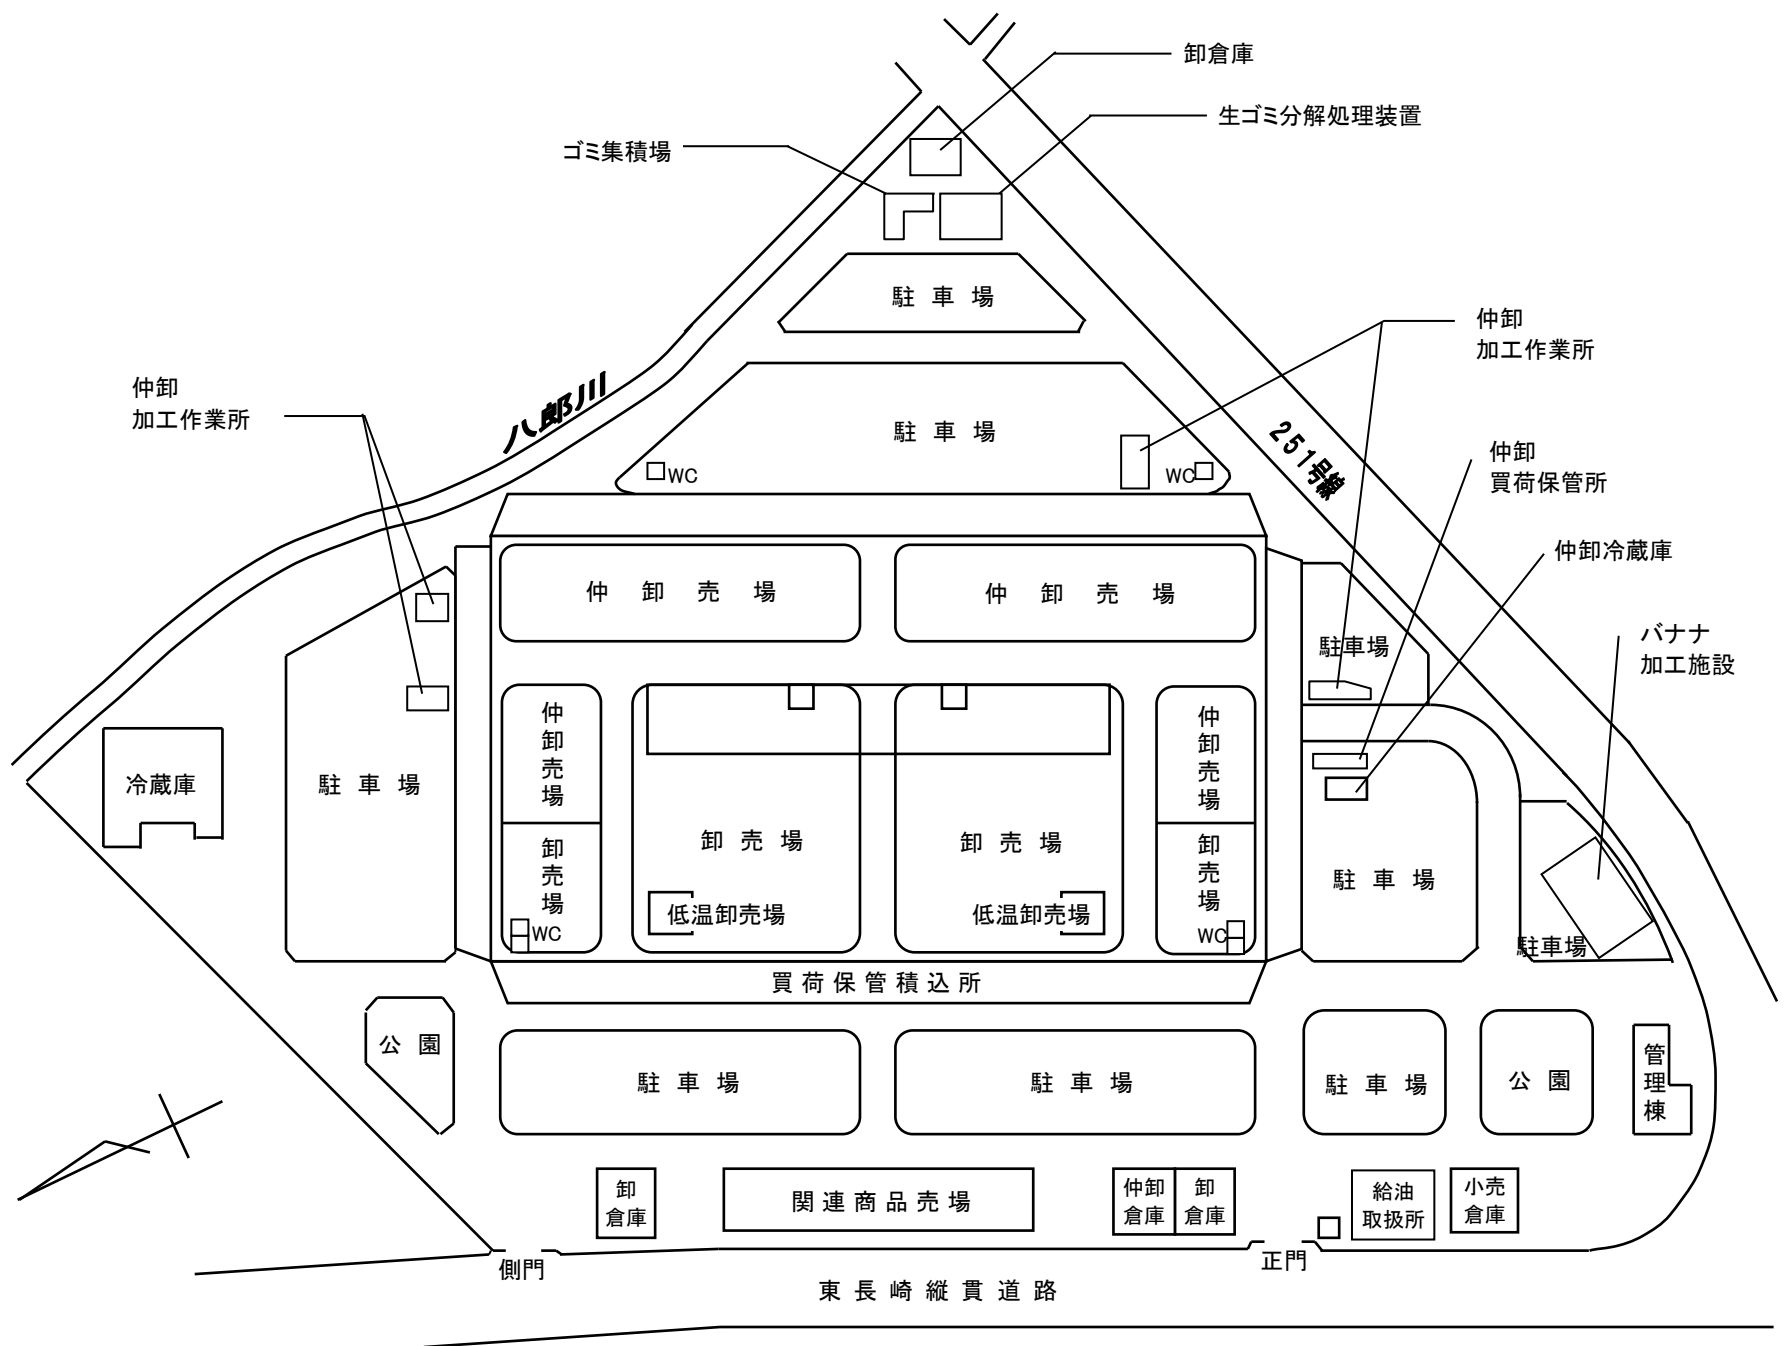 卸倉庫
生ゴミ分解処理装置
ゴミ集積場
駐車場
仲卸
加工作業所
仲卸
加工作業所
八郎川
駐車場
251号線
WC
WC
仲卸
買荷保管所
仲卸冷蔵庫
仲卸売場
仲卸売場
バナナ
加工施設
駐車場
仲卸売場
仲卸売場
冷蔵庫
駐車場
卸売場
卸売場
卸売場
卸売場
駐車場
低温卸売場
低温卸売場
WC
WC
駐車場
買荷保管積込所
公園
駐車場
駐車場
駐車場
公園
管理棟
卸
倉庫
関連商品売場
仲卸
倉庫
卸
倉庫
給油
取扱所
小売
倉庫
側門
正門
東長崎縦貫道路